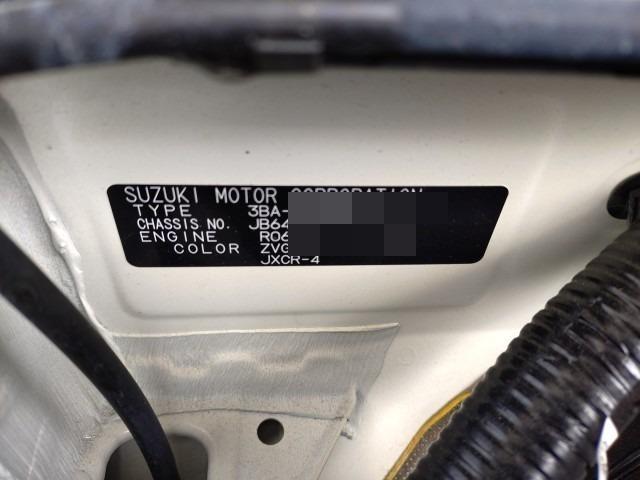 SUZUKI MOTOR CORPORATION
TYPE 3BA-
CHASSIS NO. JB64
ENGINE R06
COLOR ZVG
JXCR-4